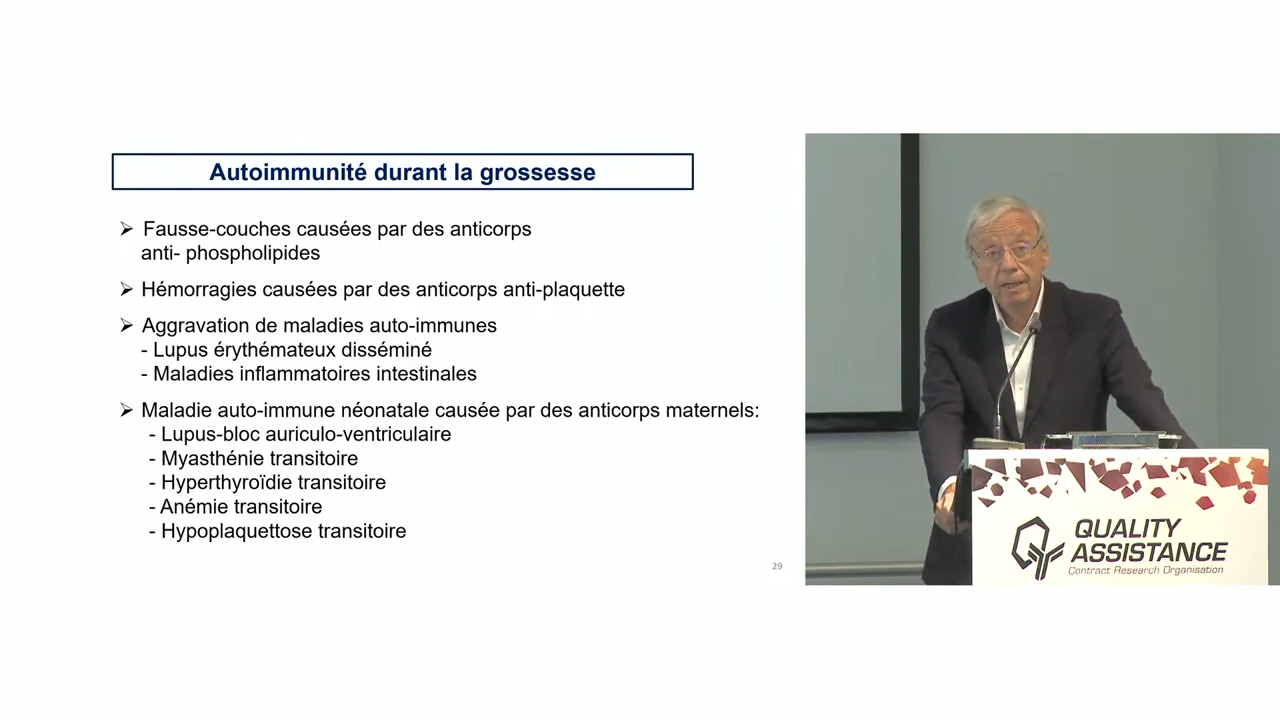 Autoimmunité durant la grossesse
➢ Fausse-couches causées par des anticorps
anti- phospholipides
➢ Hémorragies causées par des anticorps anti-plaquette
➢ Aggravation de maladies auto-immunes
- Lupus érythémateux disséminé
- Maladies inflammatoires intestinales
➢ Maladie auto-immune néonatale causée par des anticorps maternels:
- Lupus-bloc auriculo-ventriculaire
- Myasthénie transitoire
- Hyperthyroïdie transitoire
- Anémie transitoire
- Hypoplaquettose transitoire
29
QUALITY
ASSISTANCE
Contract Research Organisation